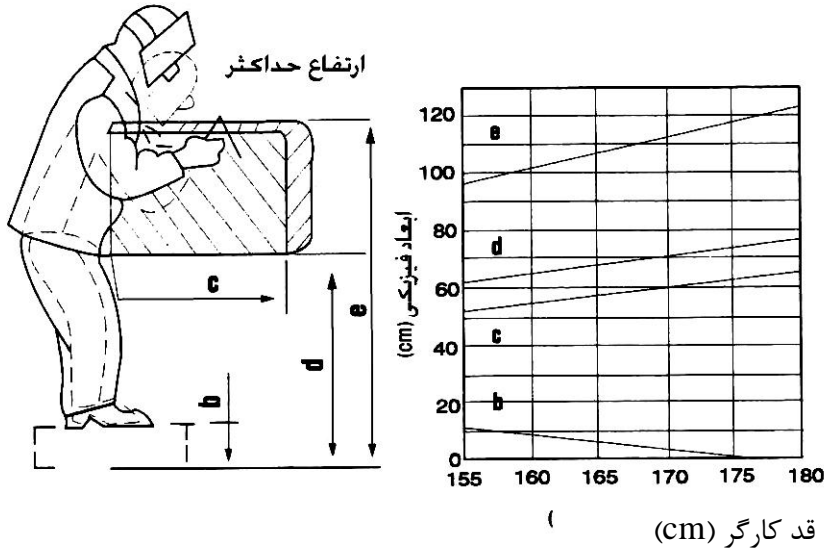 ارتفاع حداکثر
c
b
d
e
ابعاد فیزیکی (cm)
120
100
80
60
40
20
0
e
d
c
b
155 160 165 170 175 180
قد کارگر (cm)